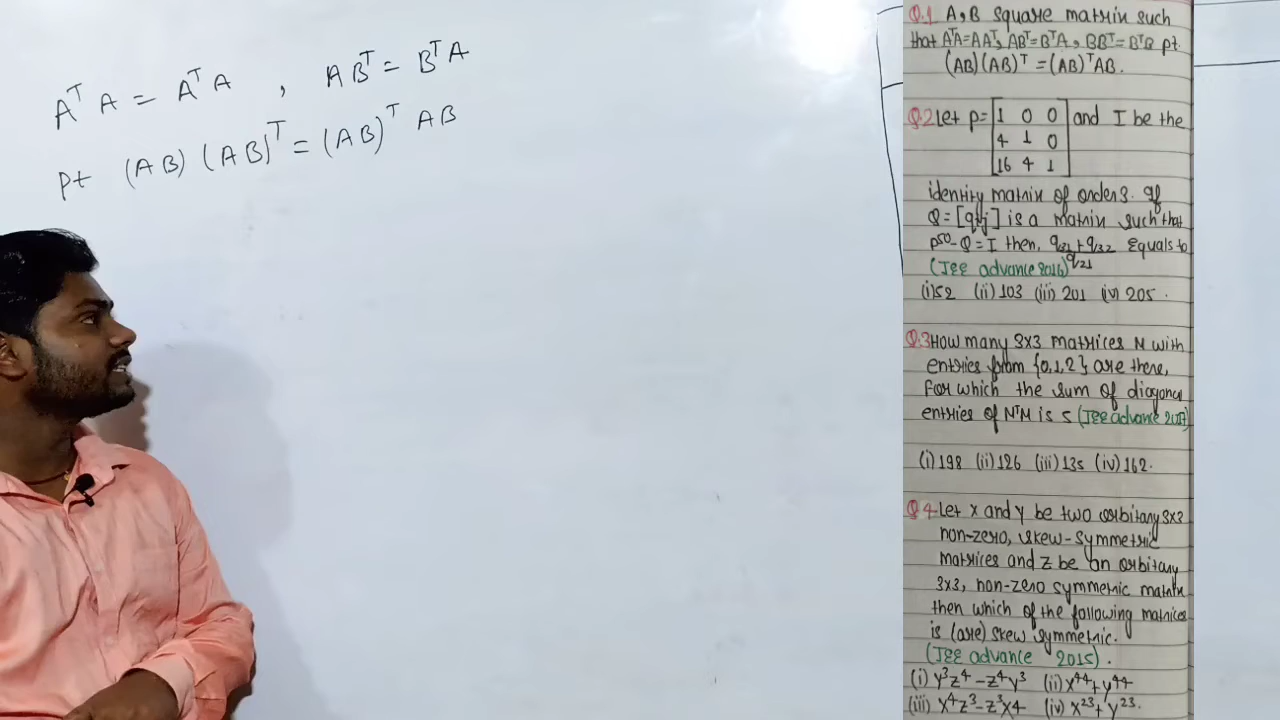 AᵀA = AᵀA , ABᵀ = BᵀA
pt (AB) (AB)ᵀ = (AB)ᵀ AB
Q.1 A,B square matrix such
that AᵀA=AAᵀ, ABᵀ=BᵀA, BBᵀ=BᵀB pt.
(AB)(AB)ᵀ = (AB)ᵀAB.
Q.2 Let P= [1 0 0 and I be the
4 1 0
16 4 1]
identity matrix of order 3. If
Q = [qij] is a matrix such that
P⁵⁰-Q = I then, q31+q32 Equals to
q21
(JEE advance 2016)
(i) 52 (ii) 103 (iii) 201 (iv) 205.
Q.3 How many 3x3 matrices M with
entries from {0,1,2} are there,
For which the sum of diagonal
entries of MᵀM is 5 (JEE advance 2017)
(i) 198 (ii) 126 (iii) 135 (iv) 162.
Q.4 Let x and y be two orbitary 3x3
non-zero, skew-symmetric
matrices and z be an orbitary
3x3, non-zero symmetric matrix
then which of the following matrices
is (are) skew symmetric.
(JEE advance 2015).
(i) y³z⁴ - z⁴y³ (ii) x⁴⁴+y⁴⁴
(iii) x⁴z³-z³x4 (iv) x²³+y²³.